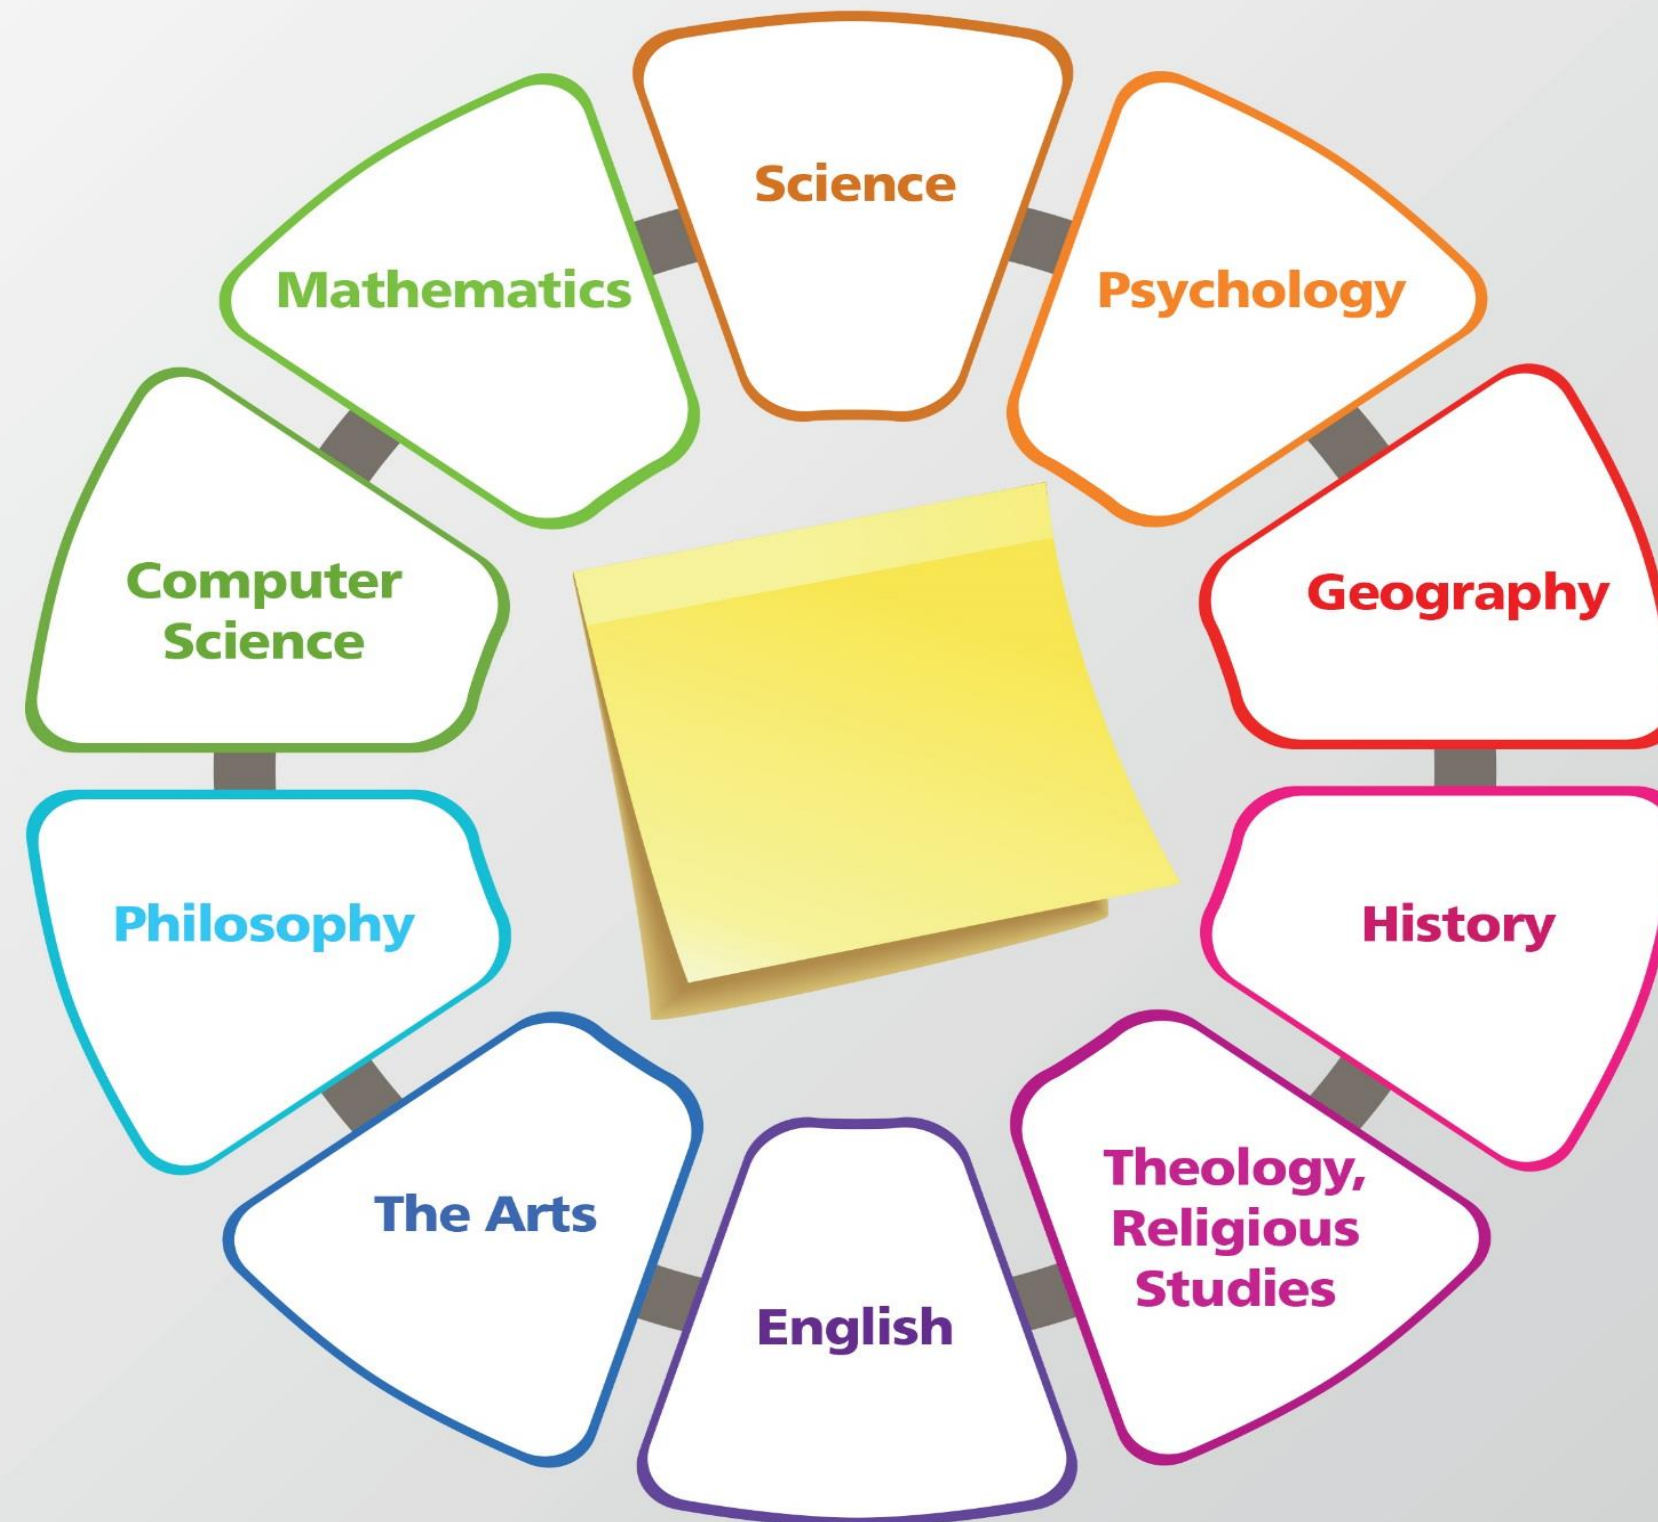 Science
Psychology
Geography
History
Theology,
Religious
Studies
English
The Arts
Philosophy
Computer
Science
Mathematics